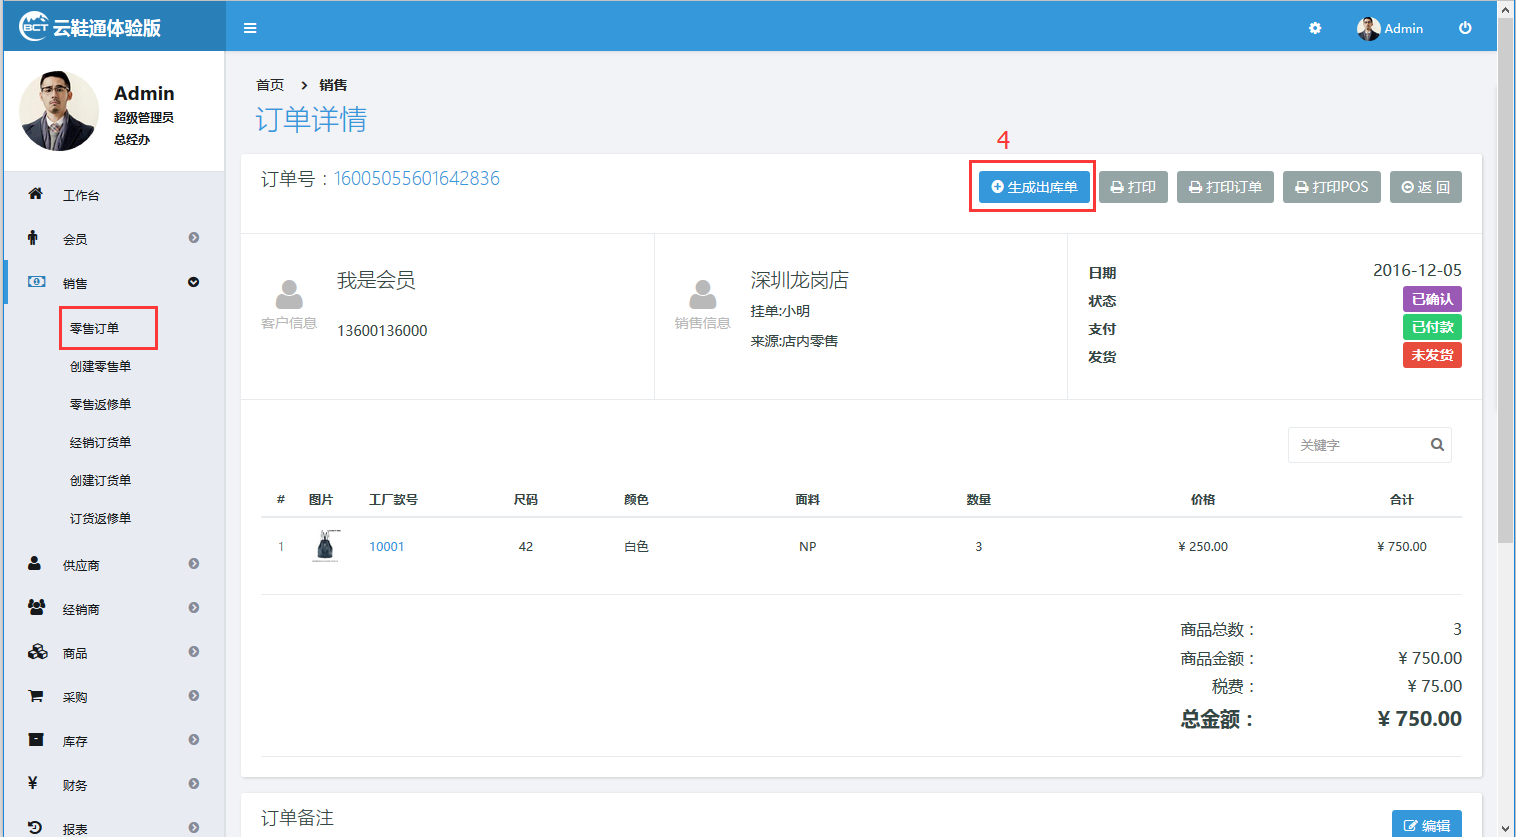 BCT 云鞋通体验版
Admin
Admin
超级管理员
总经办
工作台
会员
销售
零售订单
创建零售单
零售返修单
经销订货单
创建订货单
订货返修单
供应商
经销商
商品
采购
库存
¥ 财务
报表
首页 > 销售
订单详情
4
订单号：16005055601642836
生成出库单 打印 打印订单 打印POS 返 回
我是会员
客户信息
13600136000
深圳龙岗店
销售信息
挂单:小明
来源:店内零售
日期 2016-12-05
状态 已确认
支付 已付款
发货 未发货
关键字
# 图片 工厂款号 尺码 颜色 面料 数量 价格 合计
1 10001 42 白色 NP 3 ¥ 250.00 ¥ 750.00
商品总数： 3
商品金额： ¥ 750.00
税费： ¥ 75.00
总金额： ¥ 750.00
订单备注
编辑